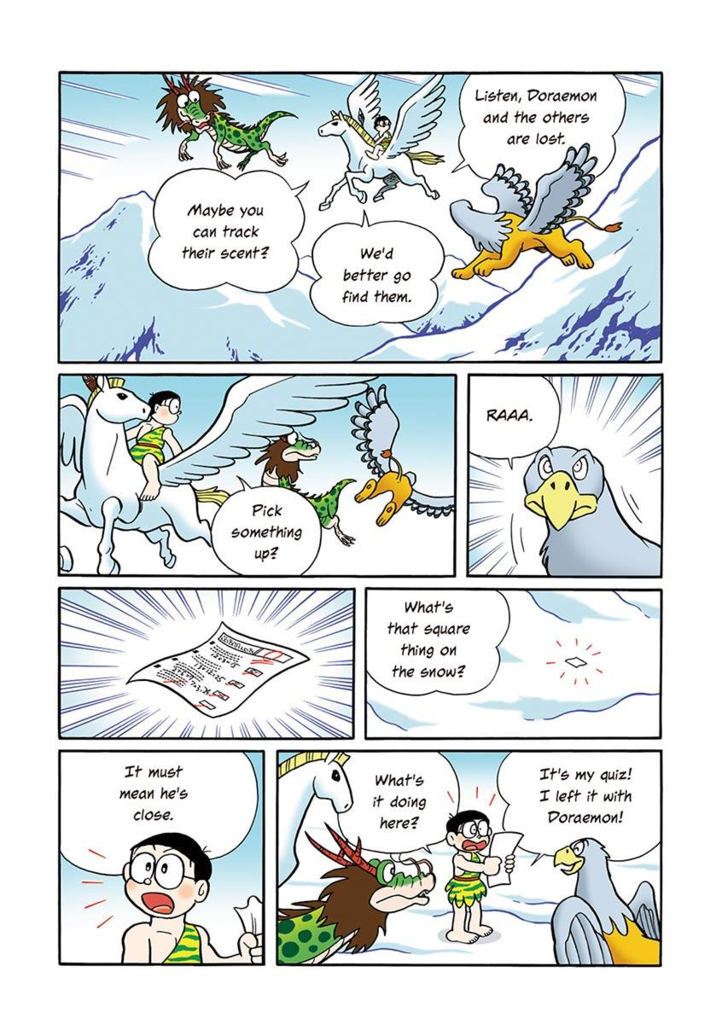 Listen, Doraemon
and the others
are lost.
We'd
better go
find them.
Maybe you
can track
their scent?
RAAA.
Pick
something
up?
What's
that square
thing on
the snow?
It's my quiz!
I left it with
Doraemon!
What's
it doing
here?
It must
mean he's
close.